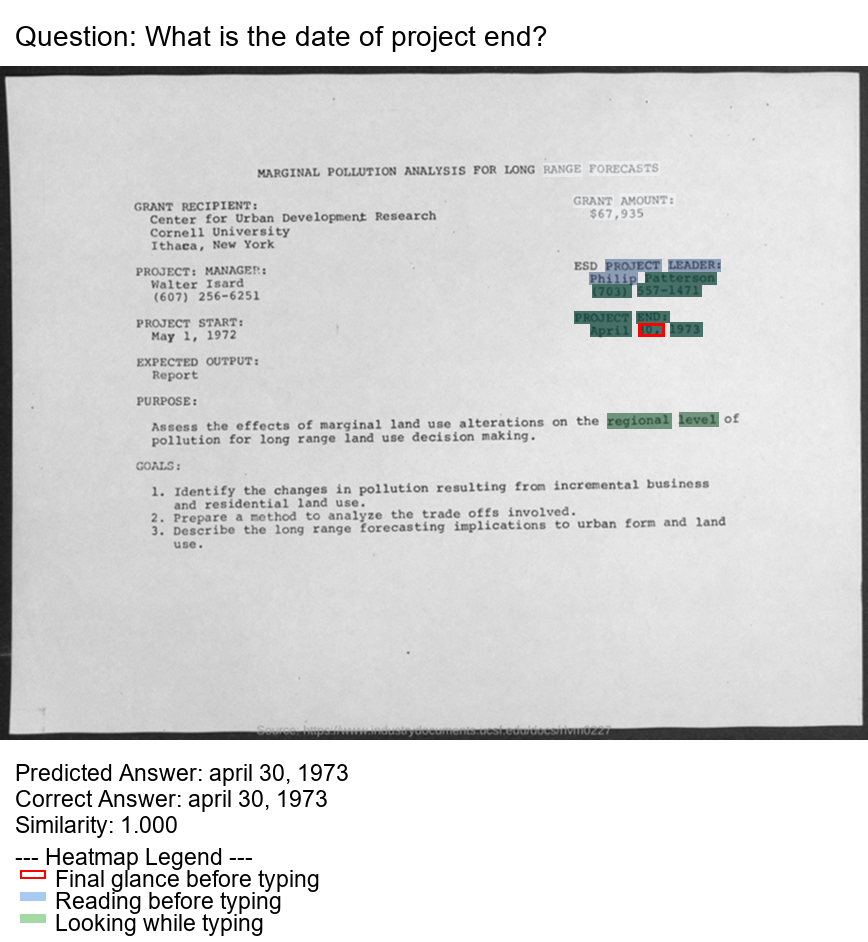 Question: What is the date of project end?
MARGINAL POLLUTION ANALYSIS FOR LONG RANGE FORECASTS
GRANT RECIPIENT:
Center for Urban Development Research
Cornell University
Ithaca, New York
GRANT AMOUNT:
$67,935
PROJECT: MANAGER:
Walter Isard
(607) 256-6251
ESD PROJECT LEADER:
Philip Patterson
(703) 557-1471
PROJECT START:
May 1, 1972
PROJECT END:
April 30, 1973
EXPECTED OUTPUT:
Report
PURPOSE:
Assess the effects of marginal land use alterations on the regional level of
pollution for long range land use decision making.
GOALS:
1. Identify the changes in pollution resulting from incremental business
and residential land use.
2. Prepare a method to analyze the trade offs involved.
3. Describe the long range forecasting implications to urban form and land
use.
Source: https://www.industrydocuments.ucsf.edu/docs/
Predicted Answer: april 30, 1973
Correct Answer: april 30, 1973
Similarity: 1.000
--- Heatmap Legend ---
Final glance before typing
Reading before typing
Looking while typing